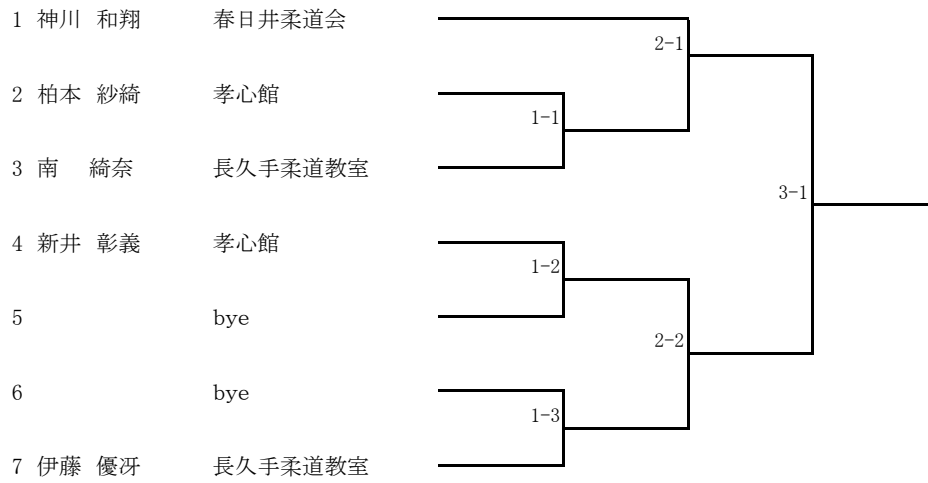 1 神川 和翔 春日井柔道会
2-1
2 柏本 紗綺 孝心館
1-1
3 南 綺奈 長久手柔道教室
3-1
4 新井 彰義 孝心館
1-2
5 bye
2-2
6 bye
1-3
7 伊藤 優冴 長久手柔道教室